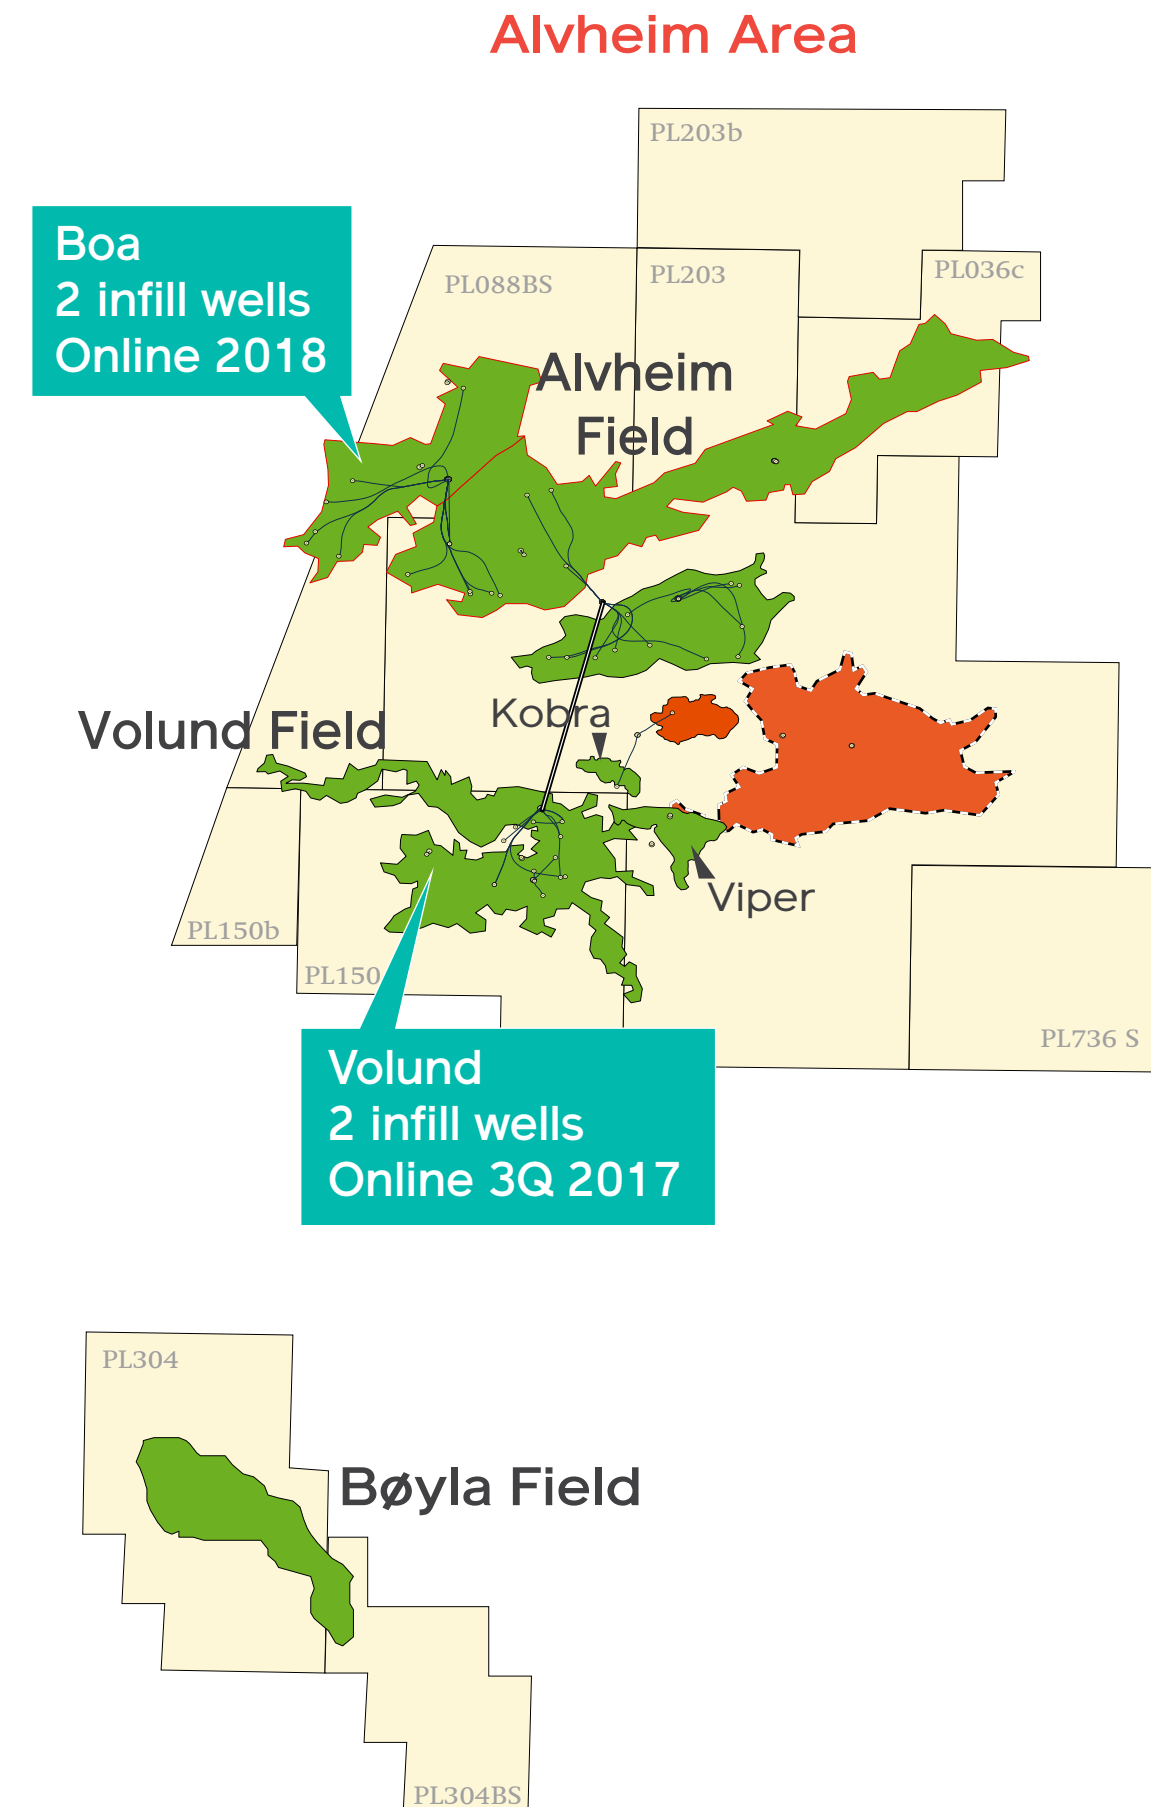 Alvheim Area
PL203b
Boa
2 infill wells
Online 2018
PL088BS
PL203
PL036c
Alvheim
Field
Volund Field
Kobra
Viper
PL150b
PL150
PL736 S
Volund
2 infill wells
Online 3Q 2017
PL304
Bøyla Field
PL304BS